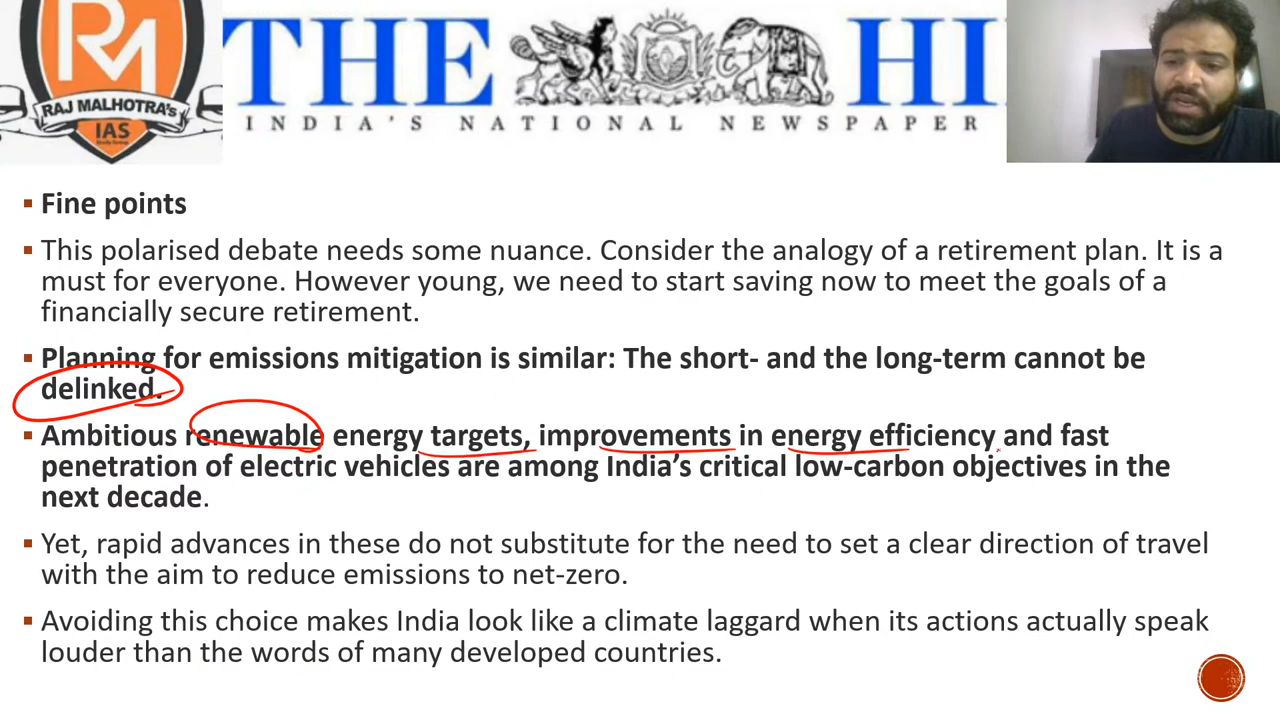 RM
RAJ MALHOTRA's
IAS
Study Group
THE HI
INDIA'S NATIONAL NEWSPAPER
Fine points
This polarised debate needs some nuance. Consider the analogy of a retirement plan. It is a
must for everyone. However young, we need to start saving now to meet the goals of a
financially secure retirement.
Planning for emissions mitigation is similar: The short- and the long-term cannot be
delinked.
Ambitious renewable energy targets, improvements in energy efficiency and fast
penetration of electric vehicles are among India's critical low-carbon objectives in the
next decade.
Yet, rapid advances in these do not substitute for the need to set a clear direction of travel
with the aim to reduce emissions to net-zero.
Avoiding this choice makes India look like a climate laggard when its actions actually speak
louder than the words of many developed countries.